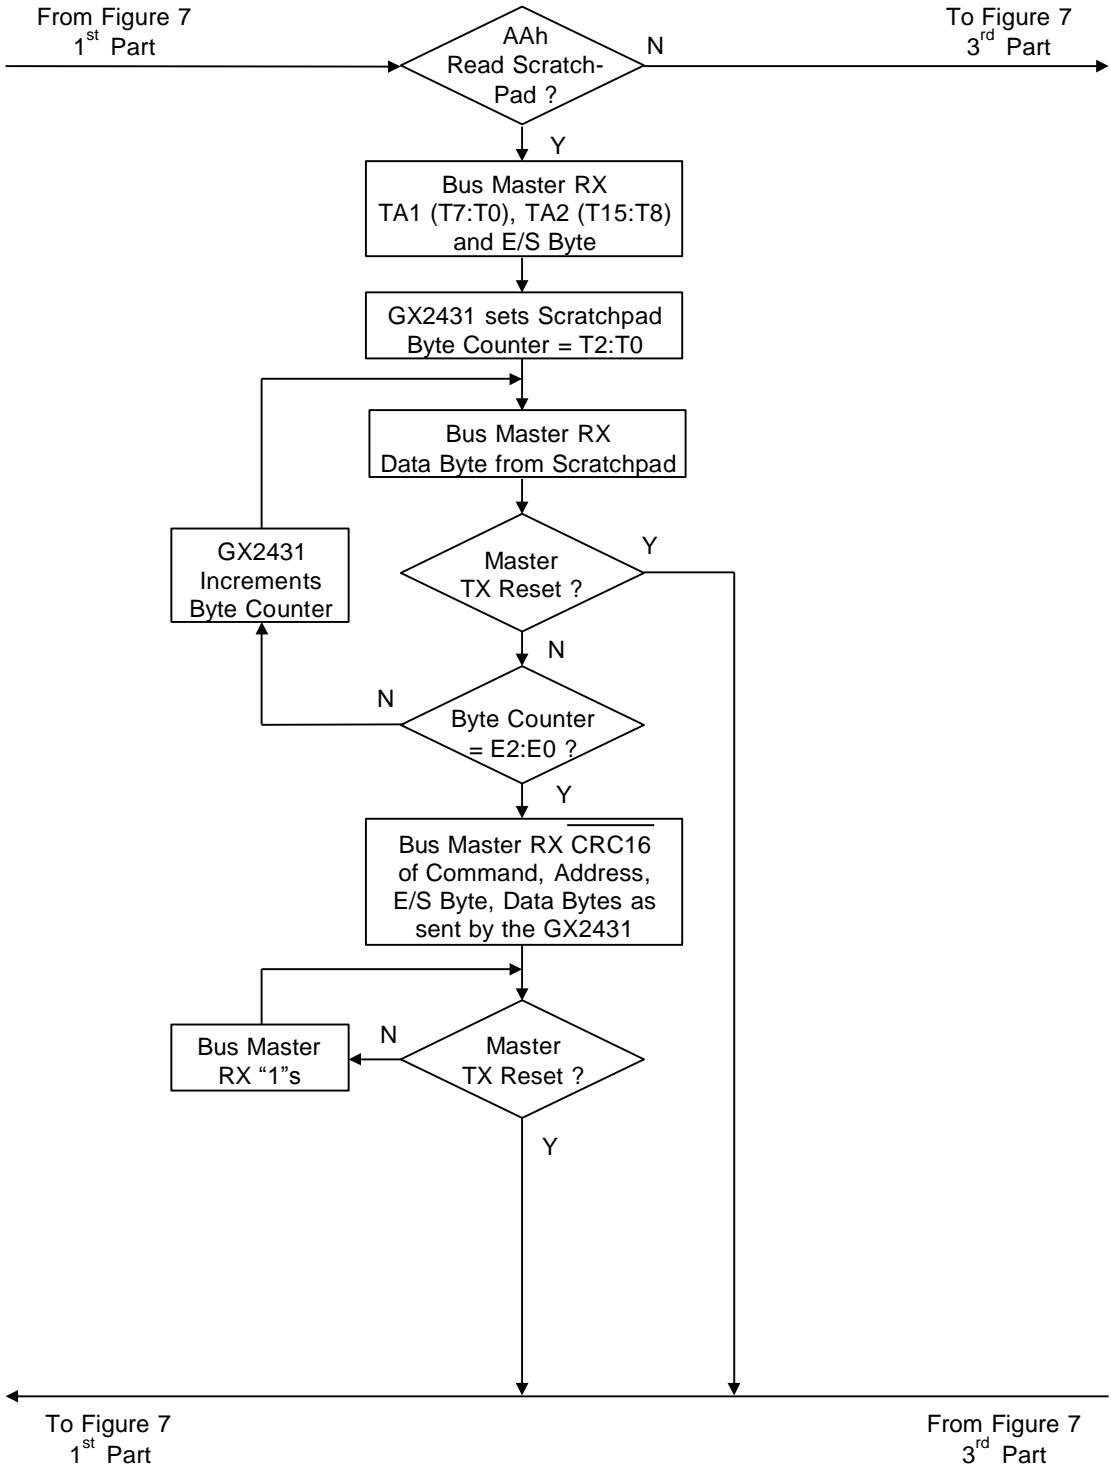 From Figure 7
1st Part
To Figure 7
3rd Part
AAh
Read Scratch-
Pad ?
N
Y
Bus Master RX
TA1 (T7:T0), TA2 (T15:T8)
and E/S Byte
GX2431 sets Scratchpad
Byte Counter = T2:T0
Bus Master RX
Data Byte from Scratchpad
GX2431
Increments
Byte Counter
Master
TX Reset ?
Y
N
N
Byte Counter
= E2:E0 ?
Y
Bus Master RX CRC16
of Command, Address,
E/S Byte, Data Bytes as
sent by the GX2431
Bus Master
RX “1”s
N
Master
TX Reset ?
Y
To Figure 7
1st Part
From Figure 7
3rd Part